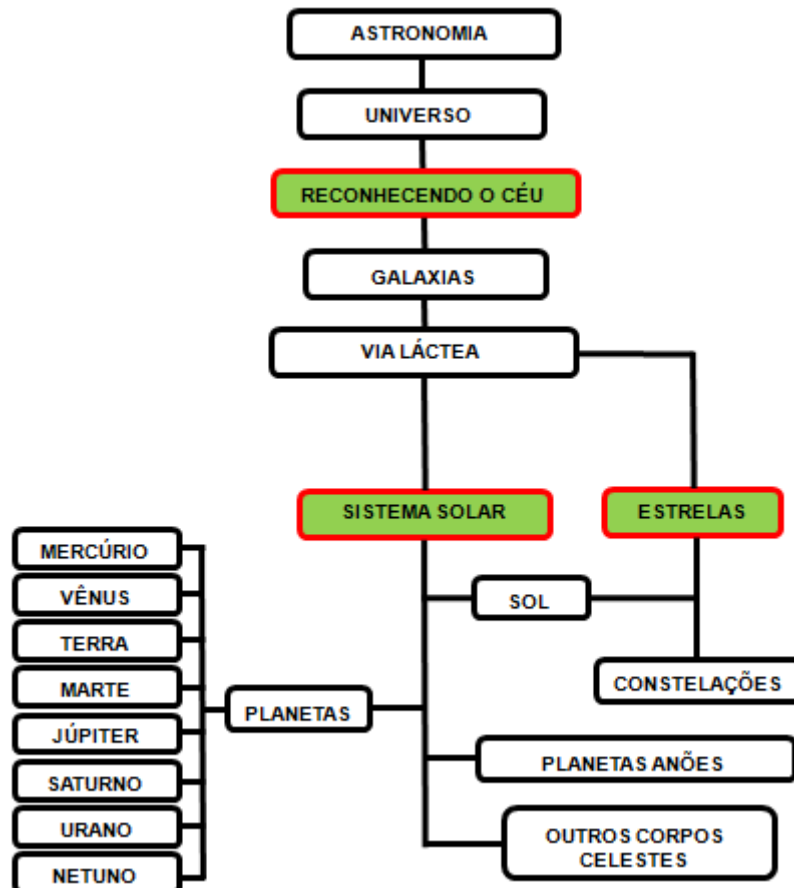 ASTRONOMIA
UNIVERSO
RECONHECENDO O CÉU
GALAXIAS
VIA LÁCTEA
SISTEMA SOLAR
ESTRELAS
MERCÚRIO
VÊNUS
TERRA
MARTE
JÚPITER
SATURNO
URANO
NETUNO
PLANETAS
SOL
CONSTELAÇÕES
PLANETAS ANÕES
OUTROS CORPOS
CELESTES